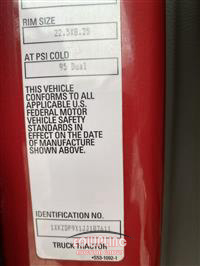 RIM SIZE
22.5X8.25
AT PSI COLD
95 Dual
THIS VEHICLE
CONFORMS TO ALL
APPLICABLE U.S.
FEDERAL MOTOR
VEHICLE SAFETY
STANDARDS IN
EFFECT ON THE DATE
OF MANUFACTURE
SHOWN ABOVE.
IDENTIFICATION NO.
TRUCK TRACTOR